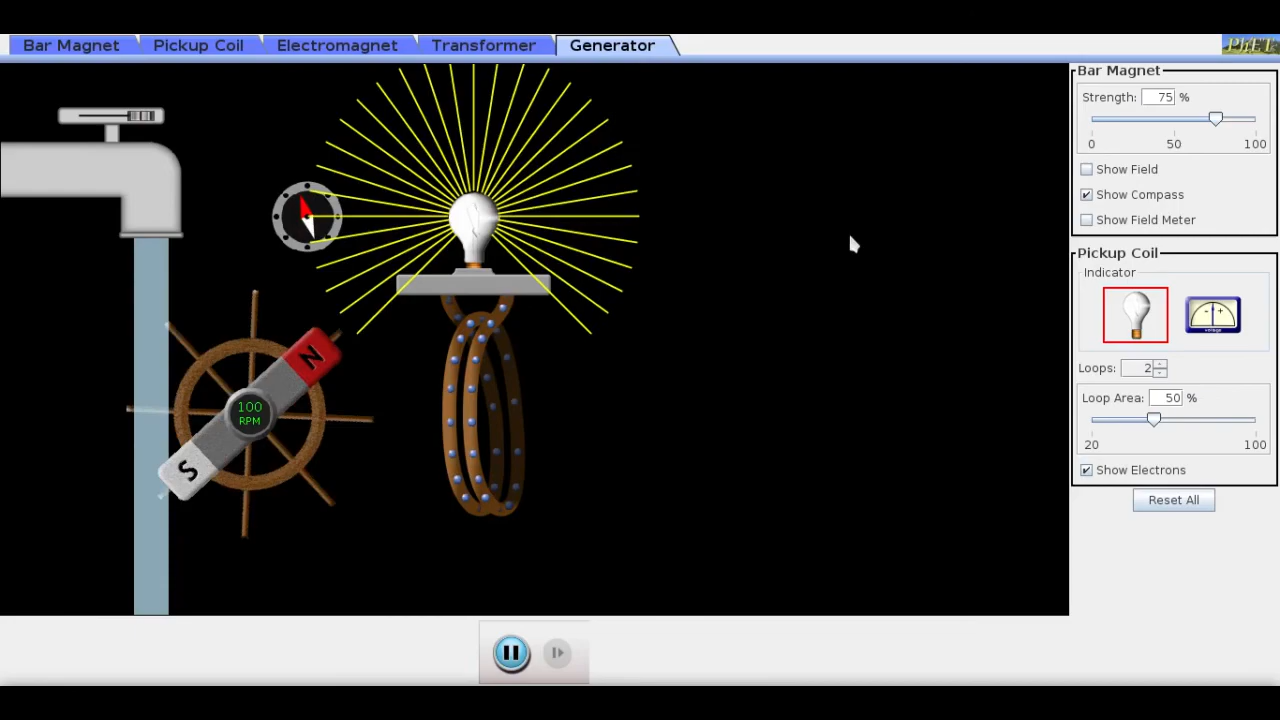 Bar Magnet
Pickup Coil
Electromagnet
Transformer
Generator
PhET
Bar Magnet
Strength: 75 %
0 50 100
Show Field
Show Compass
Show Field Meter
Pickup Coil
Indicator
- +
voltage
Loops: 2
Loop Area: 50 %
20 100
Show Electrons
Reset All
N
100
RPM
S